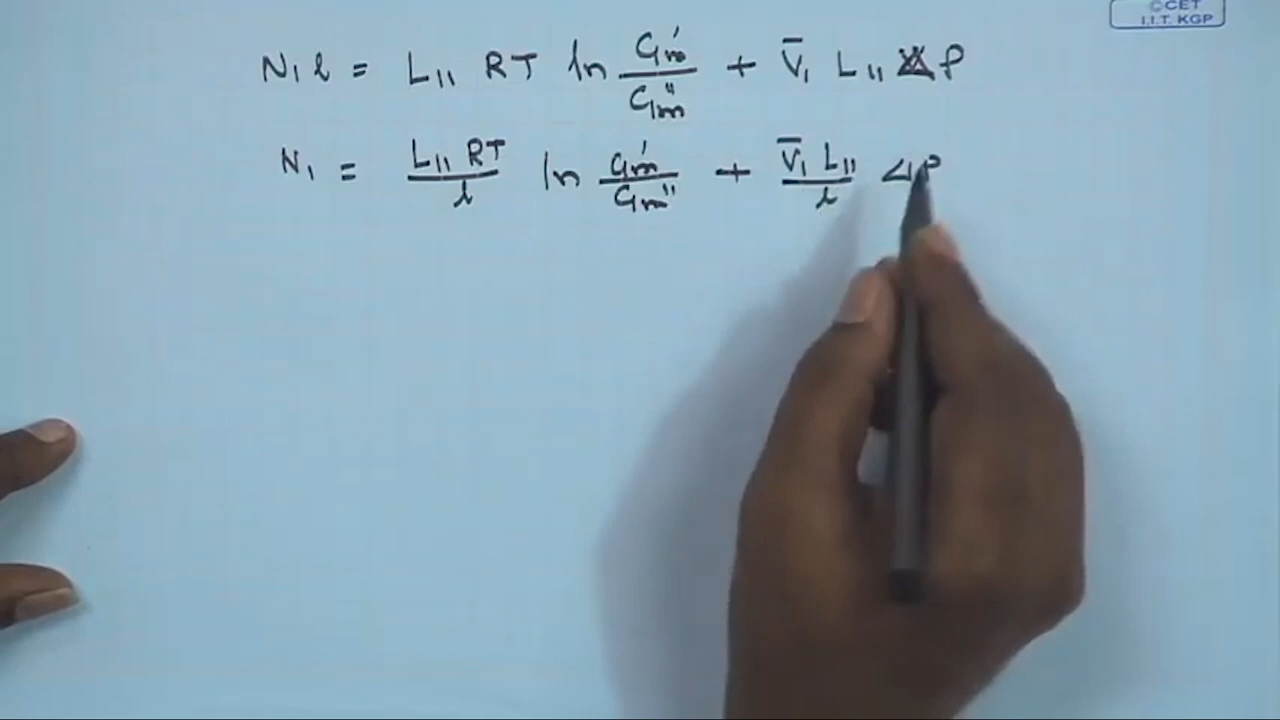 ©CET
I.I.T. KGP
N₁ l = L₁₁ RT ln C₁m' / C₁m'' + V̄₁ L₁₁ Δ P
N₁ = L₁₁ RT / l ln C₁m' / C₁m'' + V̄₁ L₁₁ / l ΔP